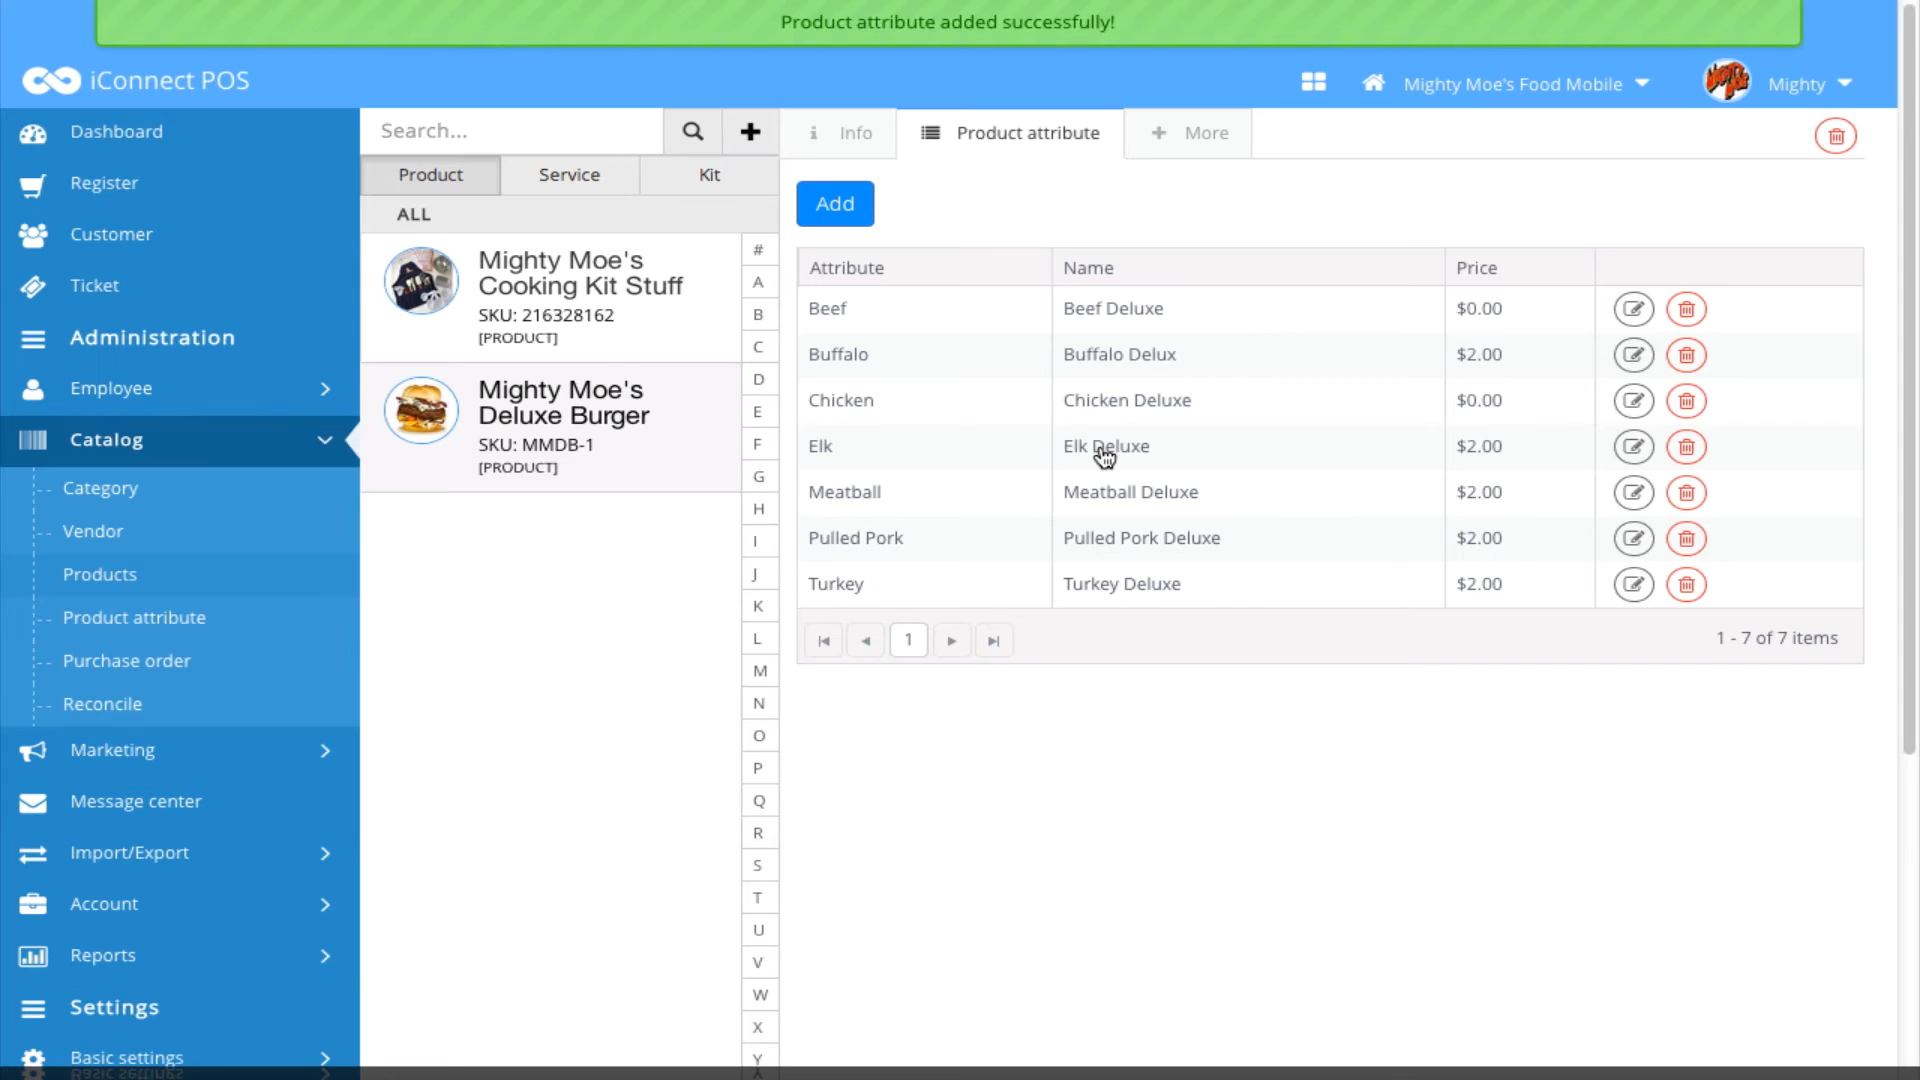 Product attribute added successfully!
iConnect POS
Mighty Moe's Food Mobile
Mighty
Dashboard
Register
Customer
Ticket
Administration
Employee
Catalog
Category
Vendor
Products
Product attribute
Purchase order
Reconcile
Marketing
Message center
Import/Export
Account
Reports
Settings
Basic settings
Search...
Product Service Kit
ALL
Mighty Moe's
Cooking Kit Stuff
SKU: 216328162
[PRODUCT]
Mighty Moe's
Deluxe Burger
SKU: MMDB-1
[PRODUCT]
#
A
B
C
D
E
F
G
H
I
J
K
L
M
N
O
P
Q
R
S
T
U
V
W
X
Y
Info Product attribute More
Add
Attribute Name Price
Beef Beef Deluxe $0.00
Buffalo Buffalo Delux $2.00
Chicken Chicken Deluxe $0.00
Elk Elk Deluxe $2.00
Meatball Meatball Deluxe $2.00
Pulled Pork Pulled Pork Deluxe $2.00
Turkey Turkey Deluxe $2.00
1 1 - 7 of 7 items